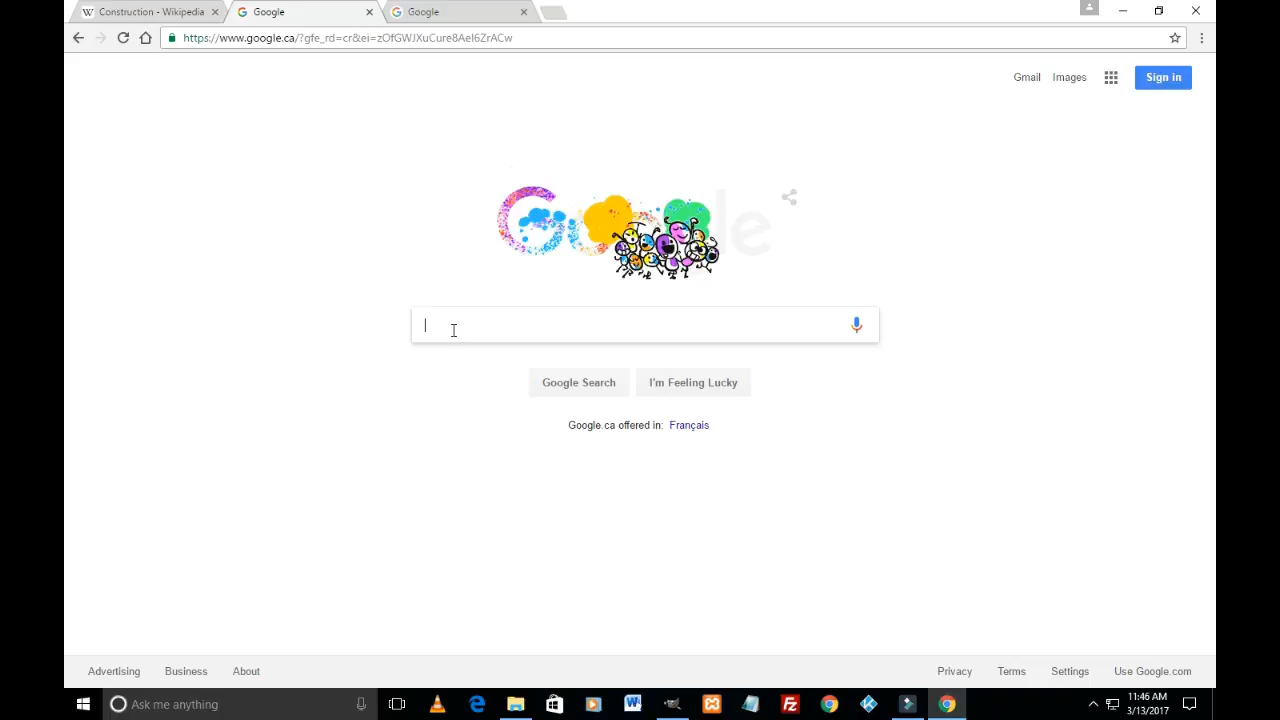 Construction - Wikipedia
Google
Google
https://www.google.ca/?gfe_rd=cr&ei=zOfGWJXuCure8AeI6ZrACw
Gmail
Images
Sign in
Google
Google Search
I'm Feeling Lucky
Google.ca offered in: Français
Advertising
Business
About
Privacy
Terms
Settings
Use Google.com
Ask me anything
11:46 AM
3/13/2017